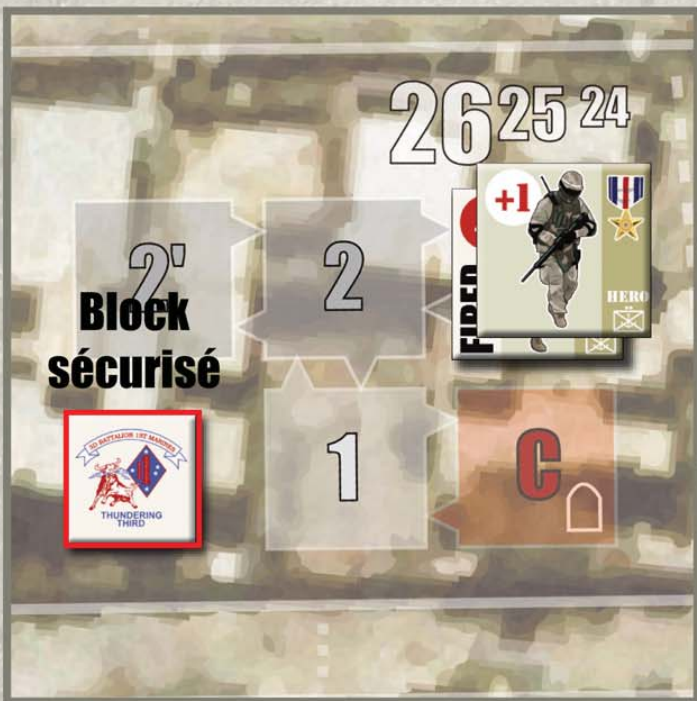 26 25 24
+1
HERO
FIRED
2'
2
Block
sécurisé
3D BATTALION 1ST MARINES
THUNDERING
THIRD
1
C